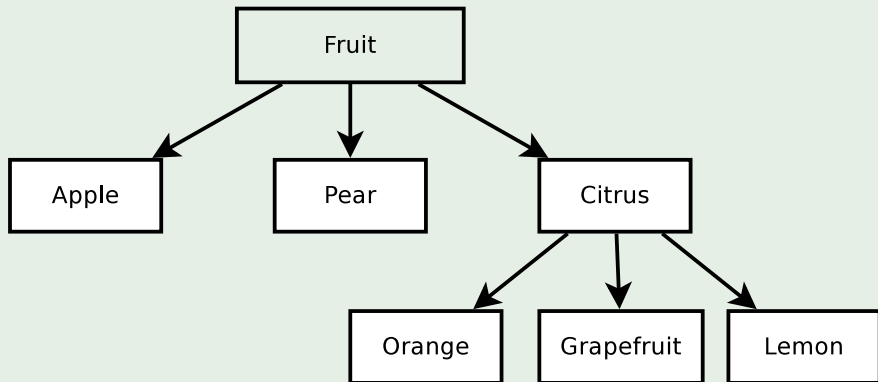 Fruit
Apple
Pear
Citrus
Orange
Grapefruit
Lemon